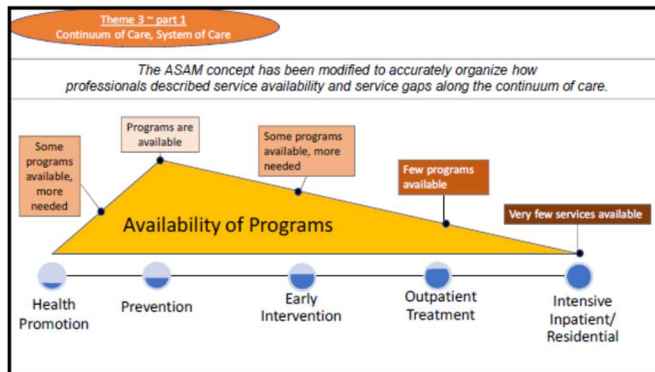 Theme 3 ~ part 1
Continuum of Care, System of Care
The ASAM concept has been modified to accurately organize how
professionals described service availability and service gaps along the continuum of care.
Some
programs
available,
more
needed
Programs are
available
Some programs
available, more
needed
Few programs
available
Very few services available
Availability of Programs
Health
Promotion
Prevention
Early
Intervention
Outpatient
Treatment
Intensive
Inpatient/
Residential